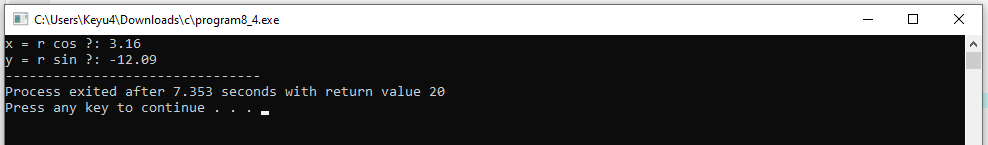 C:\Users\Keyu4\Downloads\c\program8_4.exe
x = r cos ?: 3.16
y = r sin ?: -12.09
--------------------------------
Process exited after 7.353 seconds with return value 20
Press any key to continue . . .